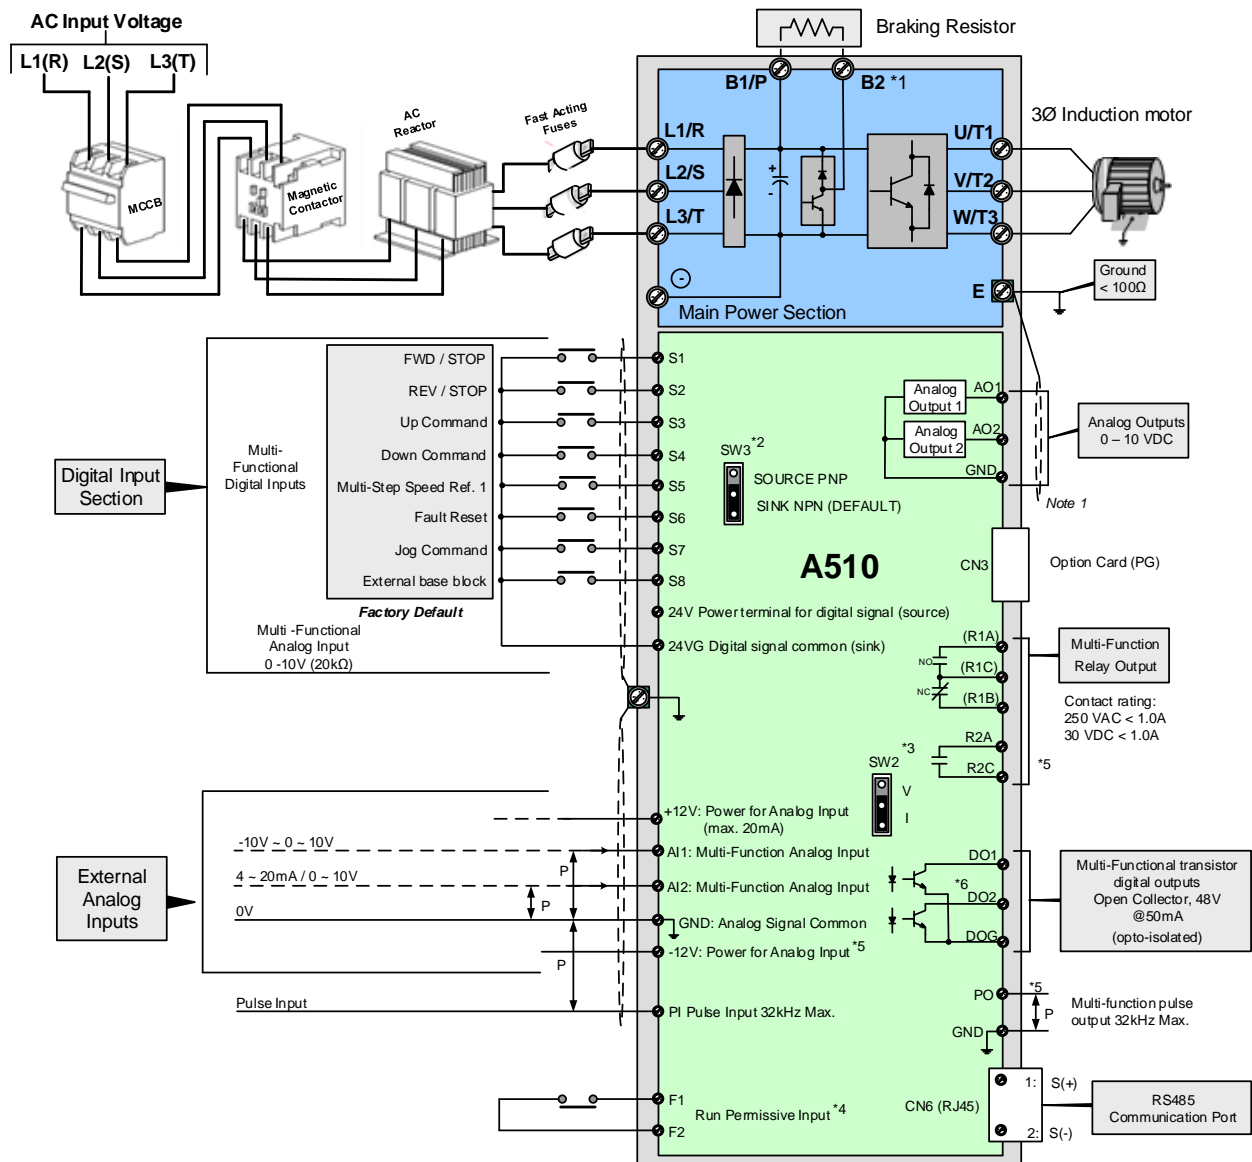 AC Input Voltage
L1(R) L2(S) L3(T)
MCCB
Magnetic
Contactor
AC
Reactor
Fast Acting
Fuses
Braking Resistor
B1/P
B2 *1
L1/R
L2/S
L3/T
+
-
U/T1
V/T2
W/T3
3Ø Induction motor
E
Ground
< 100Ω
Main Power Section
Digital Input
Section
Multi-
Functional
Digital Inputs
FWD / STOP
REV / STOP
Up Command
Down Command
Multi-Step Speed Ref. 1
Fault Reset
Jog Command
External base block
Factory Default
Multi -Functional
Analog Input
0 -10V (20kΩ)
S1
S2
S3
S4
S5
S6
S7
S8
24V Power terminal for digital signal (source)
24VG Digital signal common (sink)
SW3 *2
SOURCE PNP
SINK NPN (DEFAULT)
A510
Analog
Output 1
Analog
Output 2
AO1
AO2
GND
Analog Outputs
0 – 10 VDC
Note 1
CN3
Option Card (PG)
(R1A)
NO
(R1C)
NC
(R1B)
R2A
R2C
*5
Multi-Function
Relay Output
Contact rating:
250 VAC < 1.0A
30 VDC < 1.0A
SW2
*3
V
I
External
Analog
Inputs
-10V ~ 0 ~ 10V
4 ~ 20mA / 0 ~ 10V
0V
P
P
P
Pulse Input
+12V: Power for Analog Input
(max. 20mA)
AI1: Multi-Function Analog Input
AI2: Multi-Function Analog Input
GND: Analog Signal Common
-12V: Power for Analog Input *5
PI Pulse Input 32kHz Max.
DO1
*6
DO2
DOG
Multi-Functional transistor
digital outputs
Open Collector, 48V
@50mA
(opto-isolated)
PO
*5
P
GND
Multi-function pulse
output 32kHz Max.
F1
F2
Run Permissive Input *4
CN6 (RJ45)
1: S(+)
2: S(-)
RS485
Communication Port